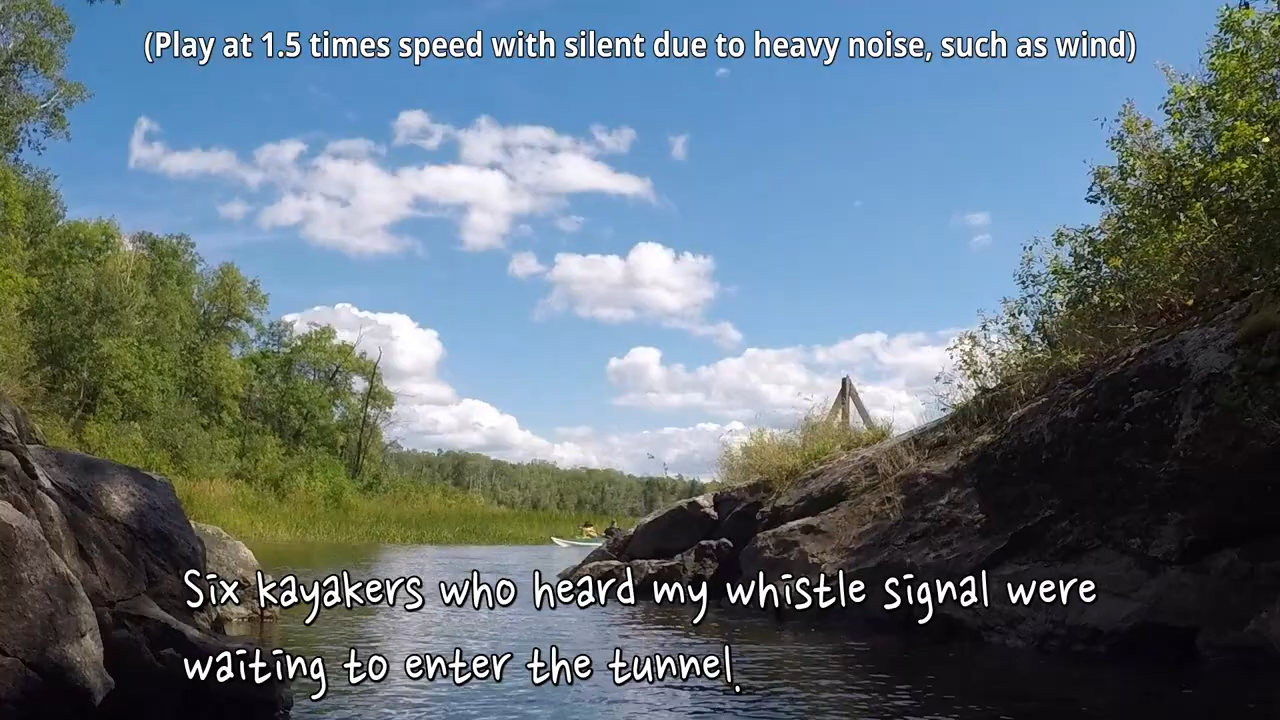 (Play at 1.5 times speed with silent due to heavy noise, such as wind)
Six kayakers who heard my whistle signal were
waiting to enter the tunnel.